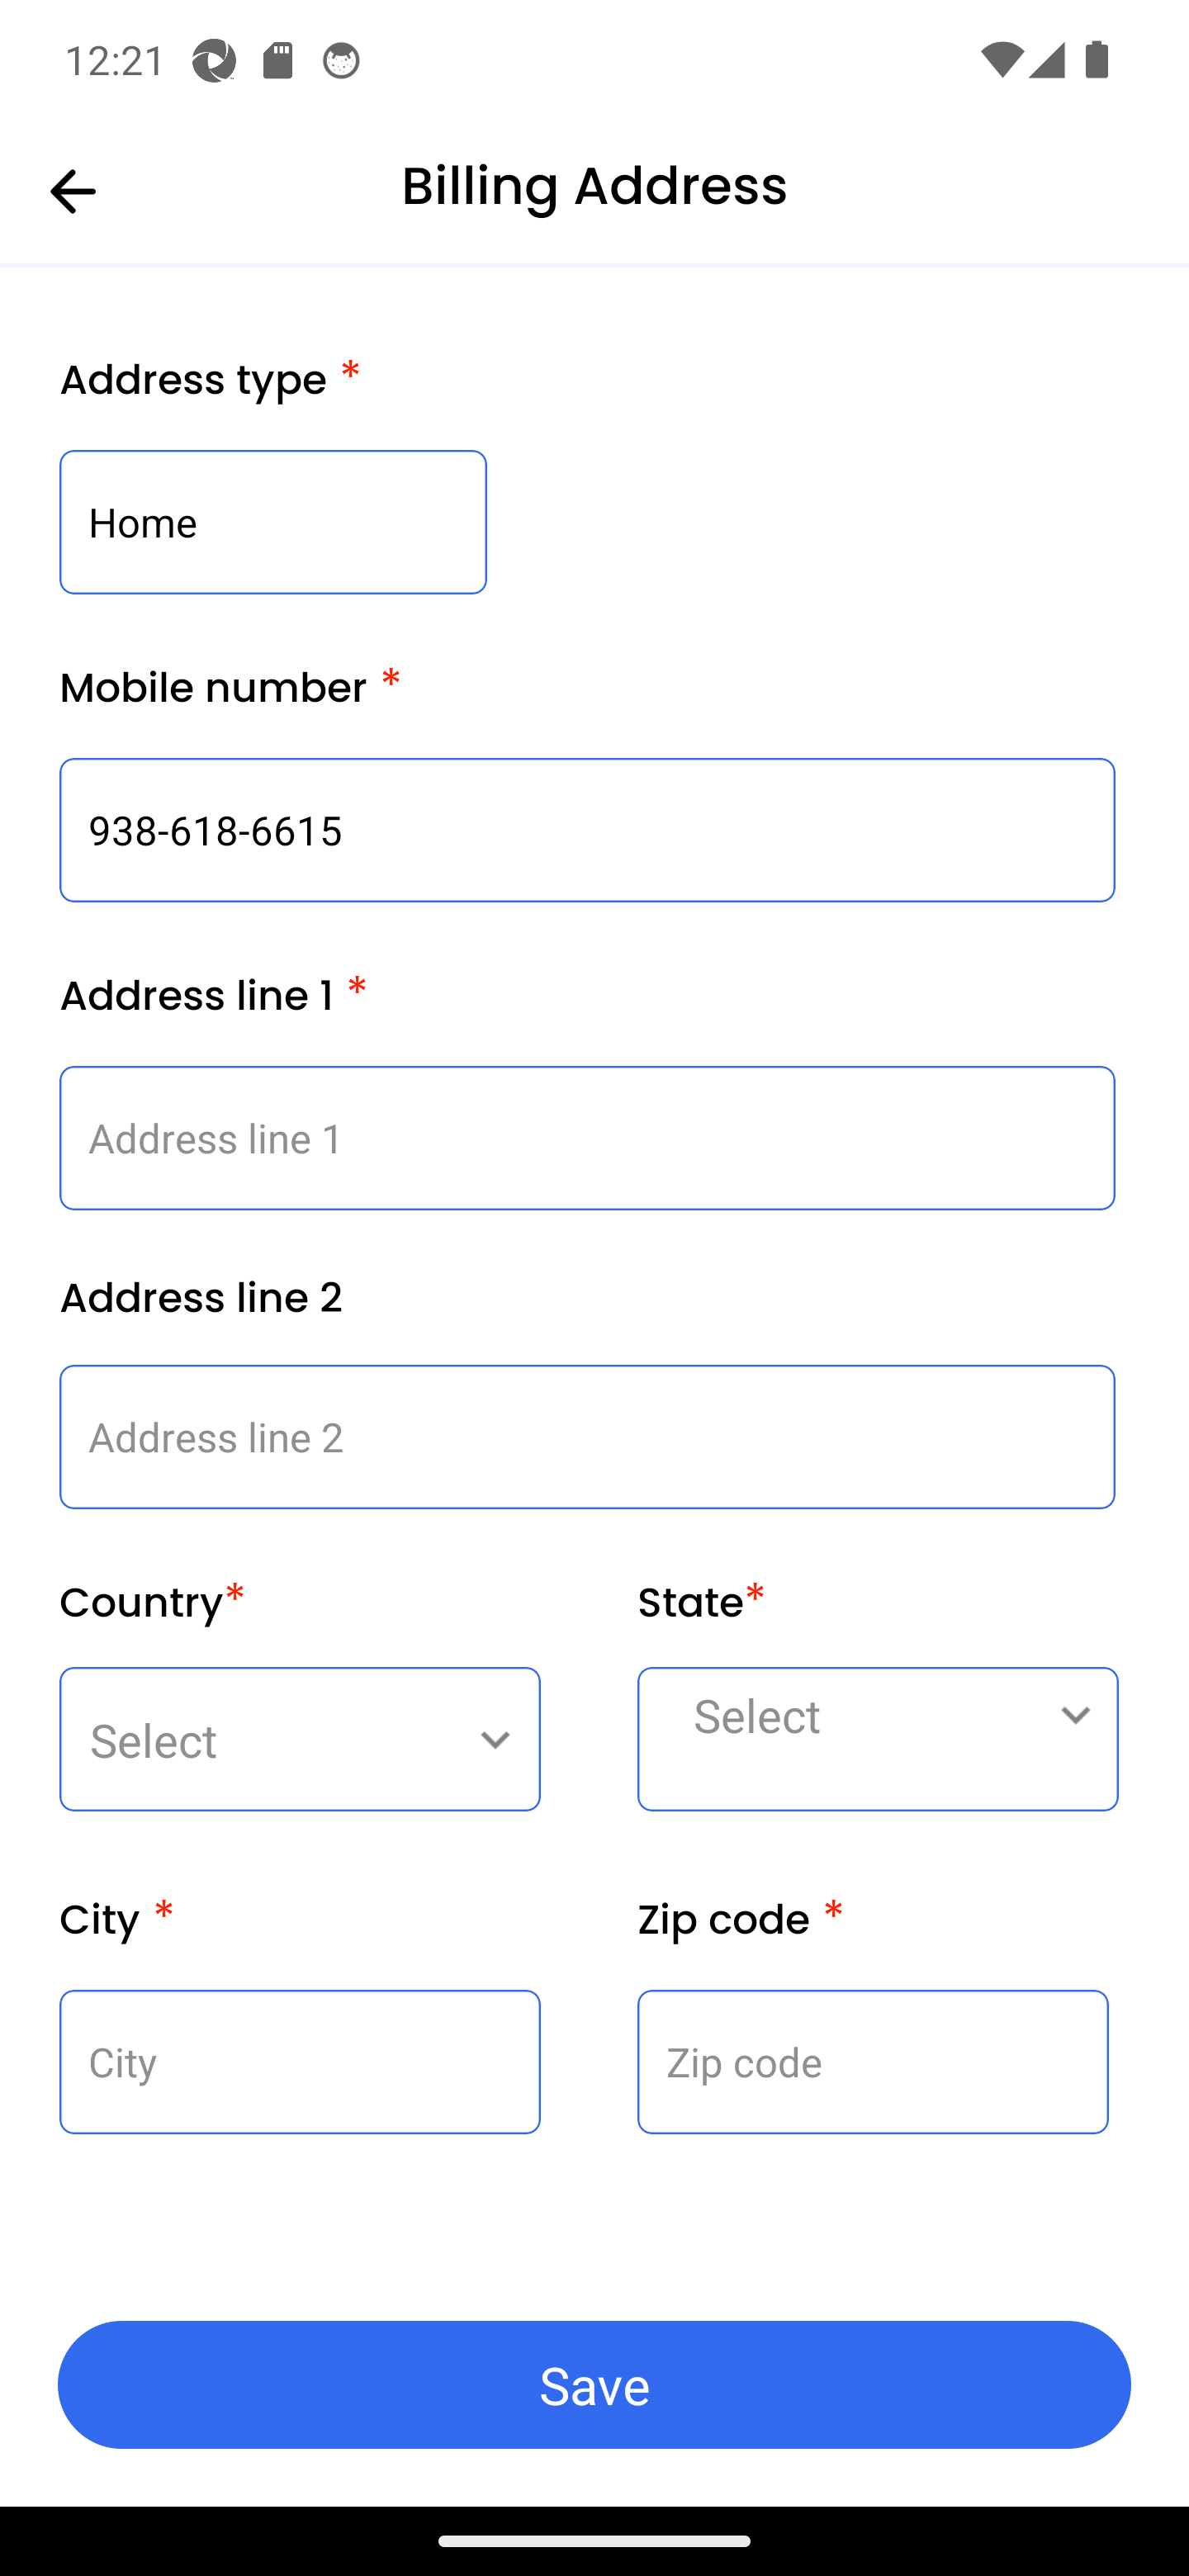 12:21
Billing Address
Address type *
Home
Mobile number *
938-618-6615
Address line 1 *
Address line 1
Address line 2
Address line 2
Country* State*
Select Select
City * Zip code *
City Zip code
Save